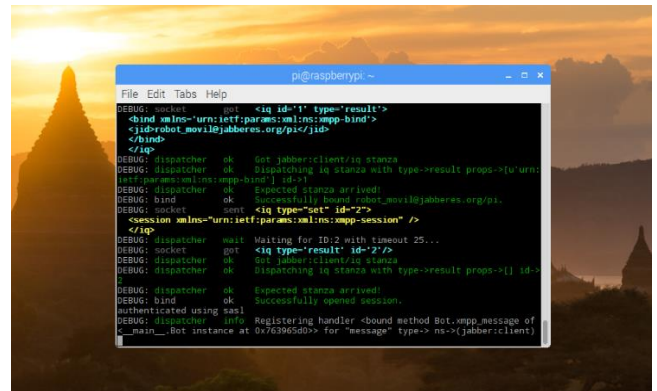 pi@raspberrypi: ~
File Edit Tabs Help
DEBUG: socket got <iq id='1' type='result'>
<bind xmlns='urn:ietf:params:xml:ns:xmpp-bind'>
<jid>robot_movil@jabberes.org/pi</jid>
</bind>
</iq>
DEBUG: dispatcher ok Got jabber:client/iq stanza
DEBUG: dispatcher ok Dispatching iq stanza with type->result props->[u'urn:
ietf:params:xml:ns:xmpp-bind'] id->1
DEBUG: dispatcher ok Expected stanza arrived!
DEBUG: bind ok Successfully bound robot_movil@jabberes.org/pi.
DEBUG: socket sent <iq type="set" id="2">
<session xmlns="urn:ietf:params:xml:ns:xmpp-session" />
</iq>
DEBUG: dispatcher wait Waiting for ID:2 with timeout 25...
DEBUG: socket got <iq type='result' id='2'/>
DEBUG: dispatcher ok Got jabber:client/iq stanza
DEBUG: dispatcher ok Dispatching iq stanza with type->result props->[] id->
2
DEBUG: dispatcher ok Expected stanza arrived!
DEBUG: bind ok Successfully opened session.
authenticated using sasl
DEBUG: dispatcher info Registering handler <bound method Bot.xmpp_message of
<__main__.Bot instance at 0x763965d0>> for "message" type-> ns->(jabber:client)